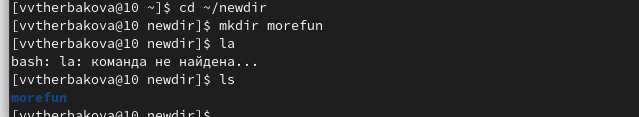 [vvtherbakova@10 ~]$ cd ~/newdir
[vvtherbakova@10 newdir]$ mkdir morefun
[vvtherbakova@10 newdir]$ la
bash: la: команда не найдена...
[vvtherbakova@10 newdir]$ ls
morefun
[vvtherbakova@10 newdir]$